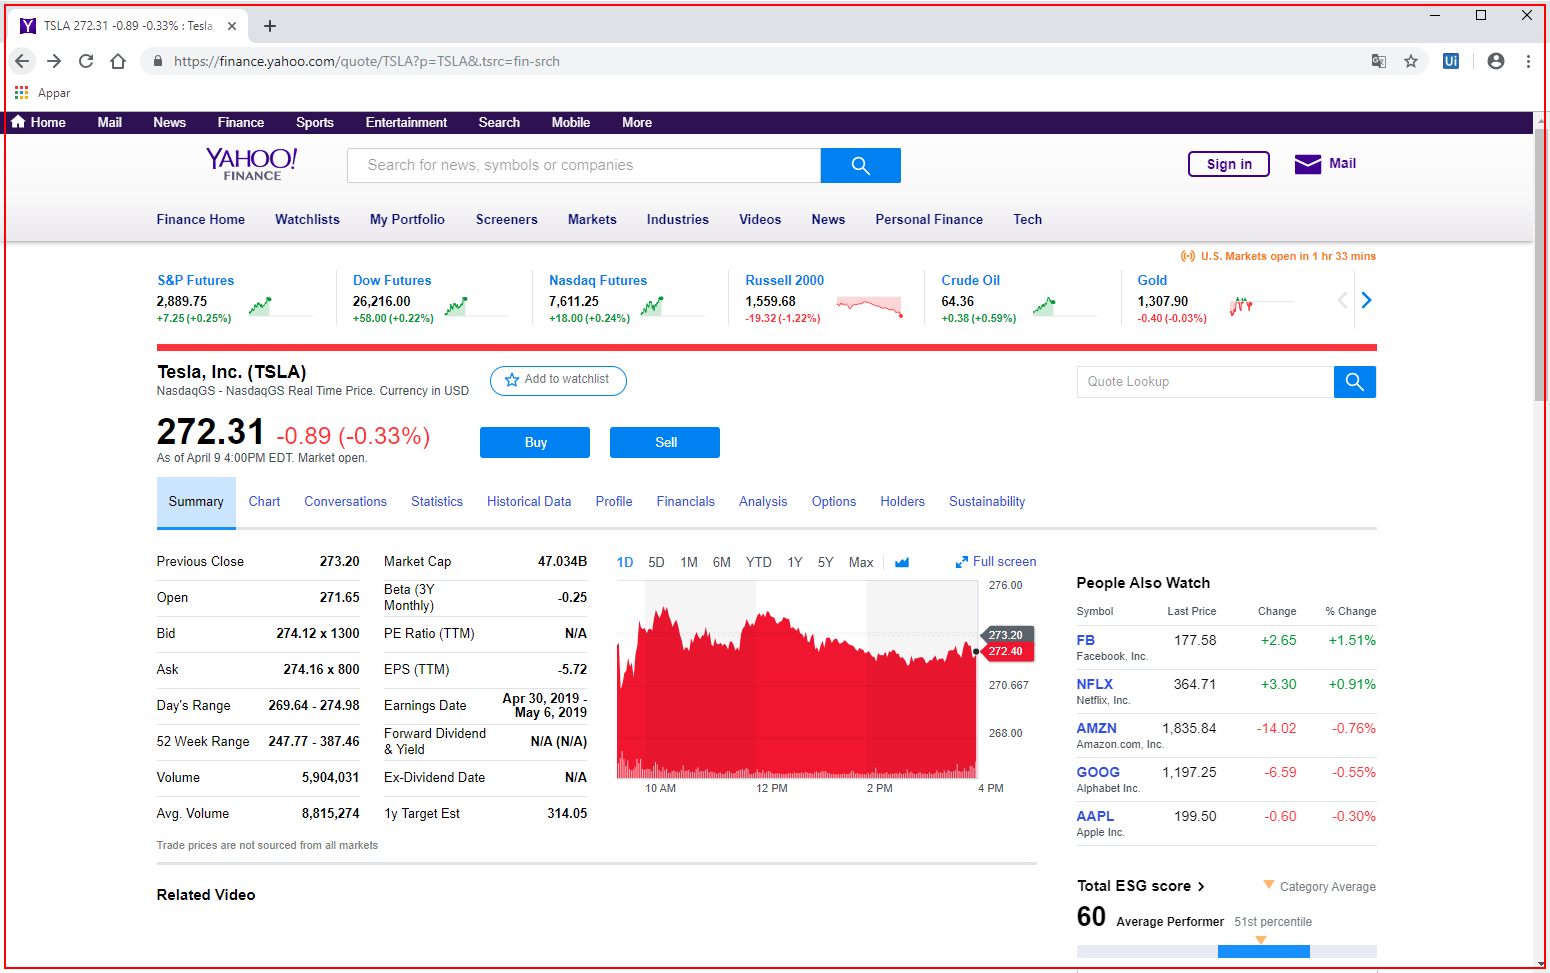 TSLA 272.31 -0.89 -0.33% : Tesla,
https://finance.yahoo.com/quote/TSLA?p=TSLA&.tsrc=fin-srch
Ui
Appar
Home Mail News Finance Sports Entertainment Search Mobile More
YAHOO!
FINANCE
Search for news, symbols or companies
Sign in
Mail
Finance Home Watchlists My Portfolio Screeners Markets Industries Videos News Personal Finance Tech
U.S. Markets open in 1 hr 33 mins
S&P Futures Dow Futures Nasdaq Futures Russell 2000 Crude Oil Gold
2,889.75 26,216.00 7,611.25 1,559.68 64.36 1,307.90
+7.25 (+0.25%) +58.00 (+0.22%) +18.00 (+0.24%) -19.32 (-1.22%) +0.38 (+0.59%) -0.40 (-0.03%)
Tesla, Inc. (TSLA)
NasdaqGS - NasdaqGS Real Time Price. Currency in USD
Add to watchlist
Quote Lookup
272.31 -0.89 (-0.33%)
As of April 9 4:00PM EDT. Market open.
Buy
Sell
Summary Chart Conversations Statistics Historical Data Profile Financials Analysis Options Holders Sustainability
Previous Close 273.20
Open 271.65
Bid 274.12 x 1300
Ask 274.16 x 800
Day's Range 269.64 - 274.98
52 Week Range 247.77 - 387.46
Volume 5,904,031
Avg. Volume 8,815,274
Market Cap 47.034B
Beta (3Y
Monthly) -0.25
PE Ratio (TTM) N/A
EPS (TTM) -5.72
Earnings Date Apr 30, 2019 -
May 6, 2019
Forward Dividend
& Yield N/A (N/A)
Ex-Dividend Date N/A
1y Target Est 314.05
Trade prices are not sourced from all markets
1D 5D 1M 6M YTD 1Y 5Y Max
Full screen
276.00
273.20
272.40
270.667
268.00
10 AM 12 PM 2 PM 4 PM
People Also Watch
Symbol Last Price Change % Change
FB 177.58 +2.65 +1.51%
Facebook, Inc.
NFLX 364.71 +3.30 +0.91%
Netflix, Inc.
AMZN 1,835.84 -14.02 -0.76%
Amazon.com, Inc.
GOOG 1,197.25 -6.59 -0.55%
Alphabet Inc.
AAPL 199.50 -0.60 -0.30%
Apple Inc.
Related Video
Total ESG score
Category Average
60 Average Performer 51st percentile